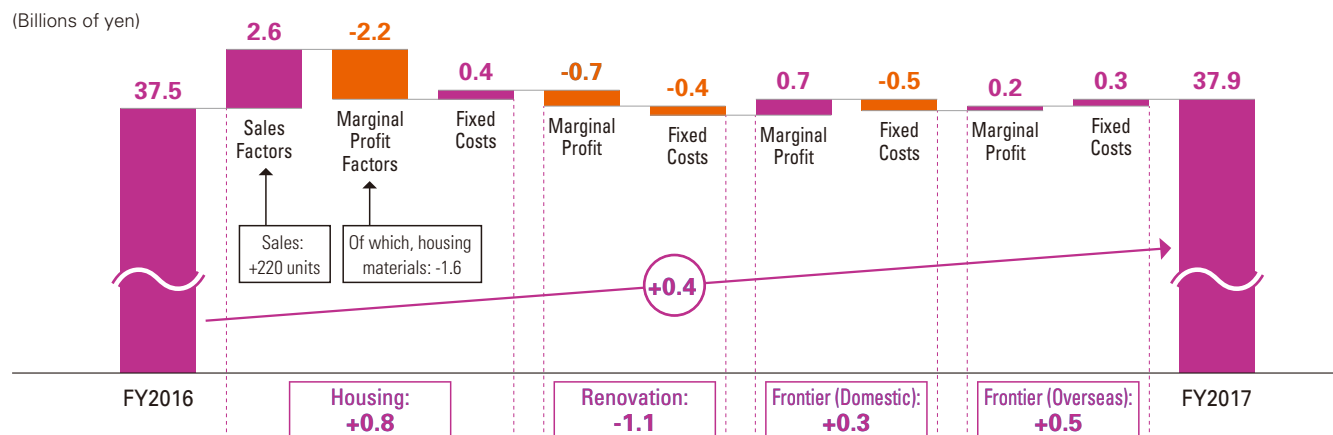 (Billions of yen)
37.5
2.6
Sales
Factors
Sales:
+220 units
-2.2
Marginal
Profit
Factors
Of which, housing
materials: -1.6
0.4
Fixed
Costs
-0.7
Marginal
Profit
-0.4
Fixed
Costs
0.7
Marginal
Profit
-0.5
Fixed
Costs
0.2
Marginal
Profit
0.3
Fixed
Costs
37.9
+0.4
FY2016
Housing:
+0.8
Renovation:
-1.1
Frontier (Domestic):
+0.3
Frontier (Overseas):
+0.5
FY2017